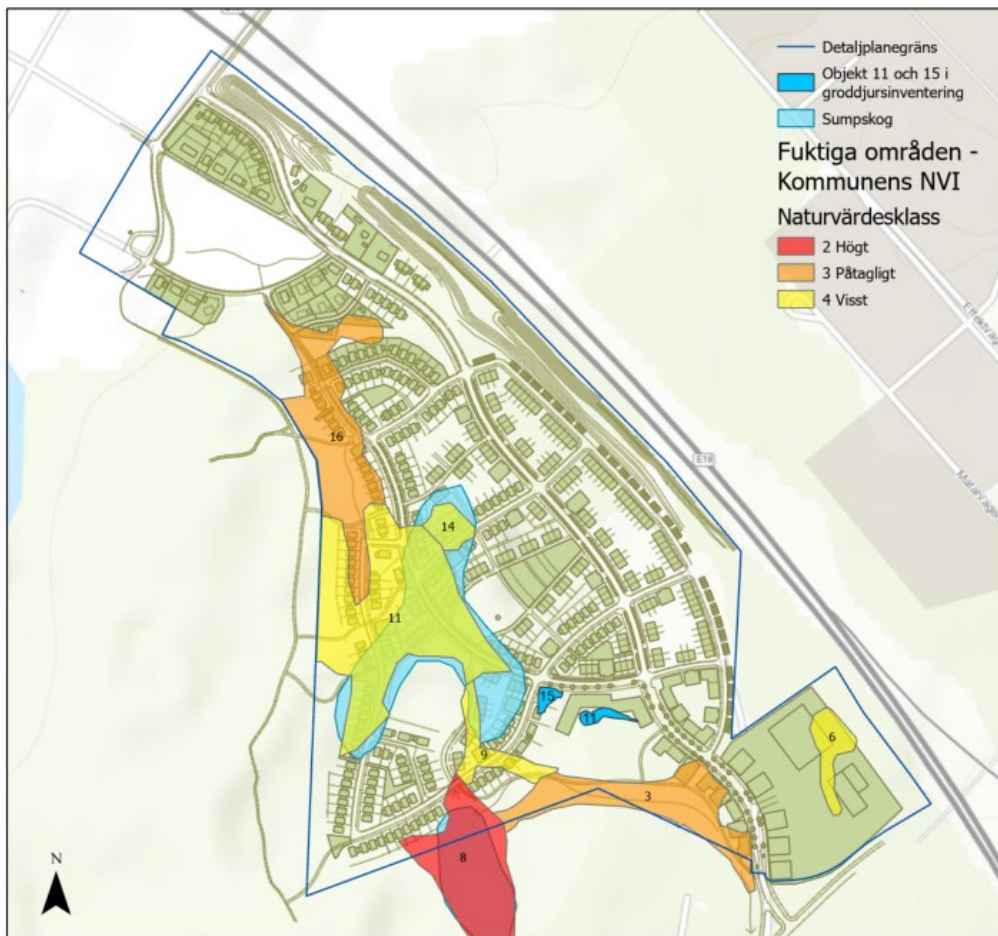 Detaljplanegräns
Objekt 11 och 15 i
groddjursinventering
Sumpskog
Fuktiga områden -
Kommunens NVI
Naturvärdesklass
2 Högt
3 Påtagligt
4 Visst
E18
16
14
11
15
11
9
6
3
8
N